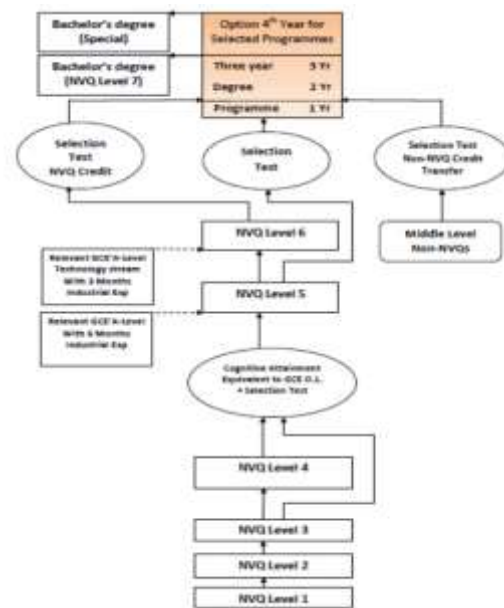 Bachelor's degree
(Special)
Option 4th Year for
Selected Programmes
Bachelor's degree
(NVQ Level 7)
Three year 3 Yr
Degree 2 Yr
Programme 1 Yr
Selection
Test
NVQ Credit
Selection
Test
Selection Test
Non-NVQ Credit
Transfer
Middle Level
Non-NVQs
NVQ Level 6
Relevant GCE'A-Level
Technology stream
With 3 Months
Industrial Exp
NVQ Level 5
Relevant GCE'A-Level
With 6 Months
Industrial Exp
Cognitive Attainment
Equivalent to GCE O.L.
+ Selection Test
NVQ Level 4
NVQ Level 3
NVQ Level 2
NVQ Level 1